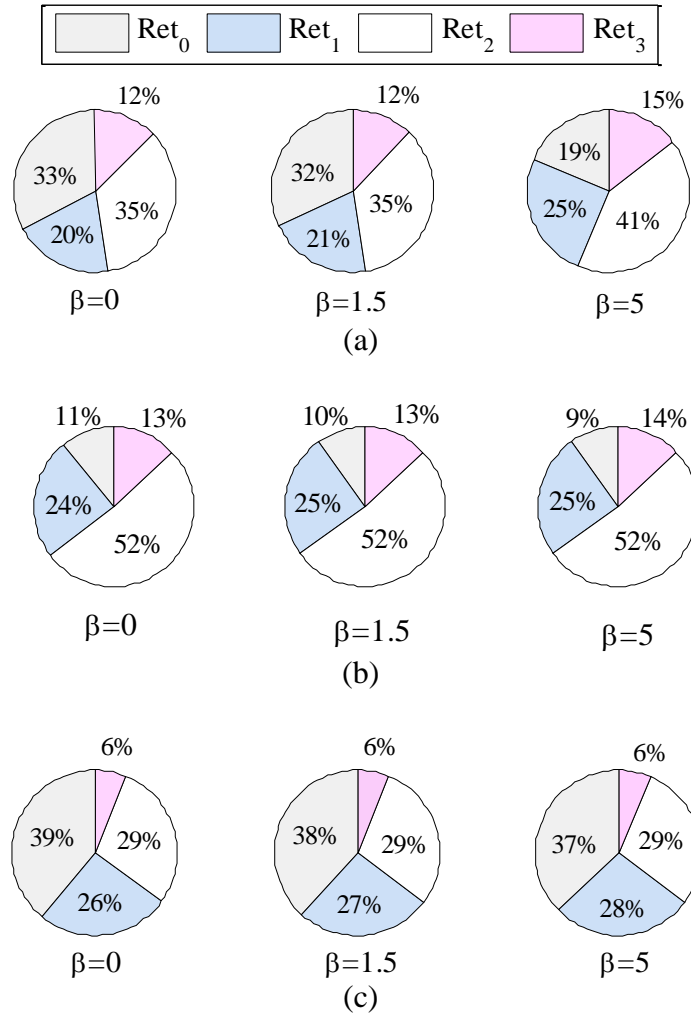 Ret0 Ret1 Ret2 Ret3
12% 12% 15%
33% 35% 32% 35% 19%
20% 21% 25% 41%
β=0 β=1.5 β=5
(a)
11% 13% 10% 13% 9% 14%
24% 25% 25%
52% 52% 52%
β=0 β=1.5 β=5
(b)
6% 6% 6%
39% 29% 38% 29% 37% 29%
26% 27% 28%
β=0 β=1.5 β=5
(c)